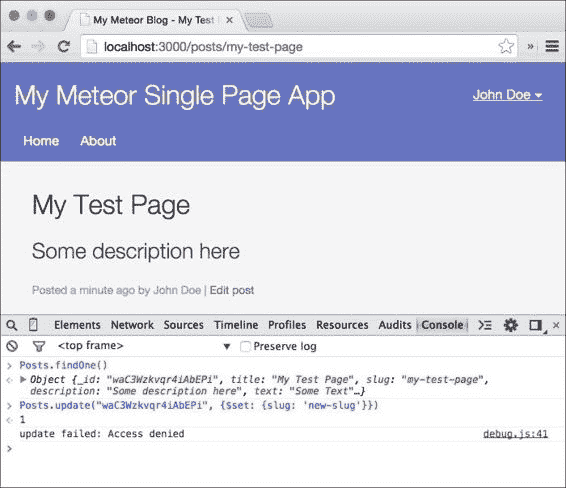 My Meteor Blog - My Test
localhost:3000/posts/my-test-page
My Meteor Single Page App
John Doe
Home About
My Test Page
Some description here
Posted a minute ago by John Doe | Edit post
Elements Network Sources Timeline Profiles Resources Audits Console
<top frame> Preserve log
Posts.findOne()
Object {_id: "waC3Wzkvqr4iAbEPi", title: "My Test Page", slug: "my-test-page",
description: "Some description here", text: "Some Text"…}
Posts.update("waC3Wzkvqr4iAbEPi", {$set: {slug: 'new-slug'}})
1
update failed: Access denied debug.js:41